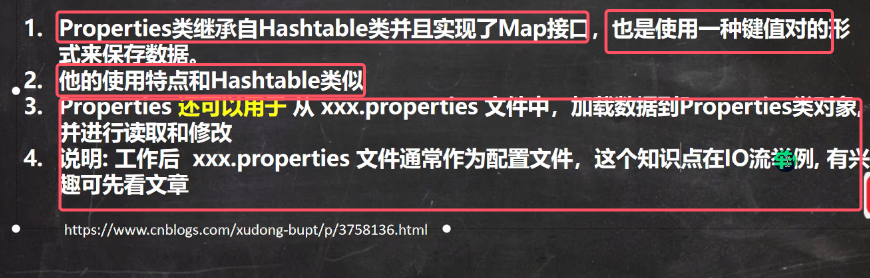 1. Properties类继承自Hashtable类并且实现了Map接口，也是使用一种键值对的形
式来保存数据。
2. 他的使用特点和Hashtable类似
3. Properties 还可以用于 从 xxx.properties 文件中，加载数据到Properties类对象,
并进行读取和修改
4. 说明: 工作后 xxx.properties 文件通常作为配置文件，这个知识点在IO流举例, 有兴
趣可先看文章
https://www.cnblogs.com/xudong-bupt/p/3758136.html